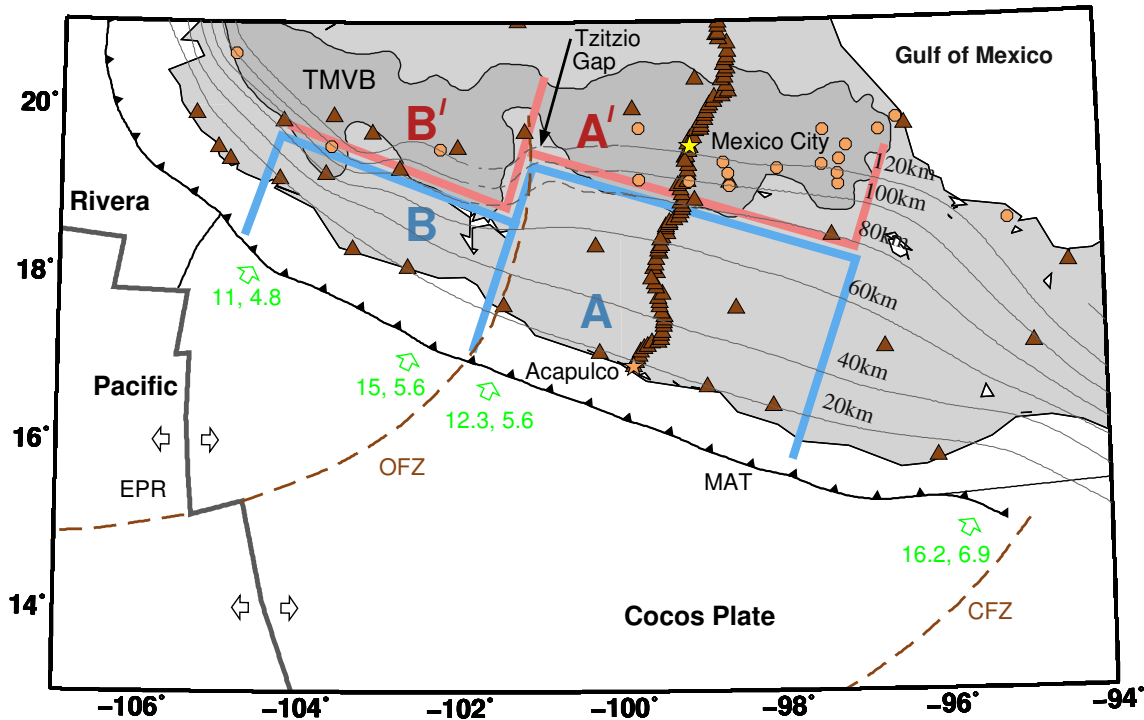 Tzitzio
Gap
Gulf of Mexico
TMVB
20°
B′
A′
Mexico City
120km
100km
Rivera
B
80km
18°
60km
11, 4.8
A
Acapulco
40km
15, 5.6
Pacific
20km
12.3, 5.6
16°
OFZ
MAT
EPR
16.2, 6.9
14°
Cocos Plate
CFZ
−106° −104° −102° −100° −98° −96° −94°